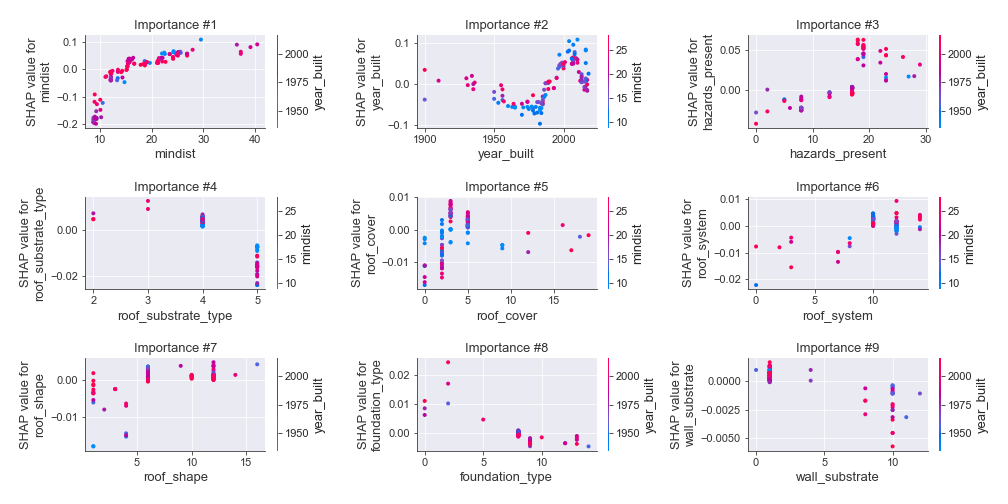 Importance #1
SHAP value for
mindist
0.1
0.0
−0.1
−0.2
10
20
30
40
mindist
2000
1975
1950
year_built
Importance #2
SHAP value for
year_built
0.1
0.0
−0.1
1900
1950
2000
year_built
25
20
15
10
mindist
Importance #3
SHAP value for
hazards_present
0.05
0.00
0
10
20
30
hazards_present
2000
1975
1950
year_built
Importance #4
SHAP value for
roof_substrate_type
0.00
−0.02
2
3
4
5
roof_substrate_type
25
20
15
10
mindist
Importance #5
SHAP value for
roof_cover
0.01
0.00
−0.01
0
5
10
15
roof_cover
25
20
15
10
mindist
Importance #6
SHAP value for
roof_system
0.01
0.00
−0.01
−0.02
0
5
10
roof_system
25
20
15
10
mindist
Importance #7
SHAP value for
roof_shape
0.00
−0.01
5
10
15
roof_shape
2000
1975
1950
year_built
Importance #8
SHAP value for
foundation_type
0.02
0.01
0.00
0
5
10
foundation_type
2000
1975
1950
year_built
Importance #9
SHAP value for
wall_substrate
0.0000
−0.0025
−0.0050
0
5
10
wall_substrate
2000
1975
1950
year_built